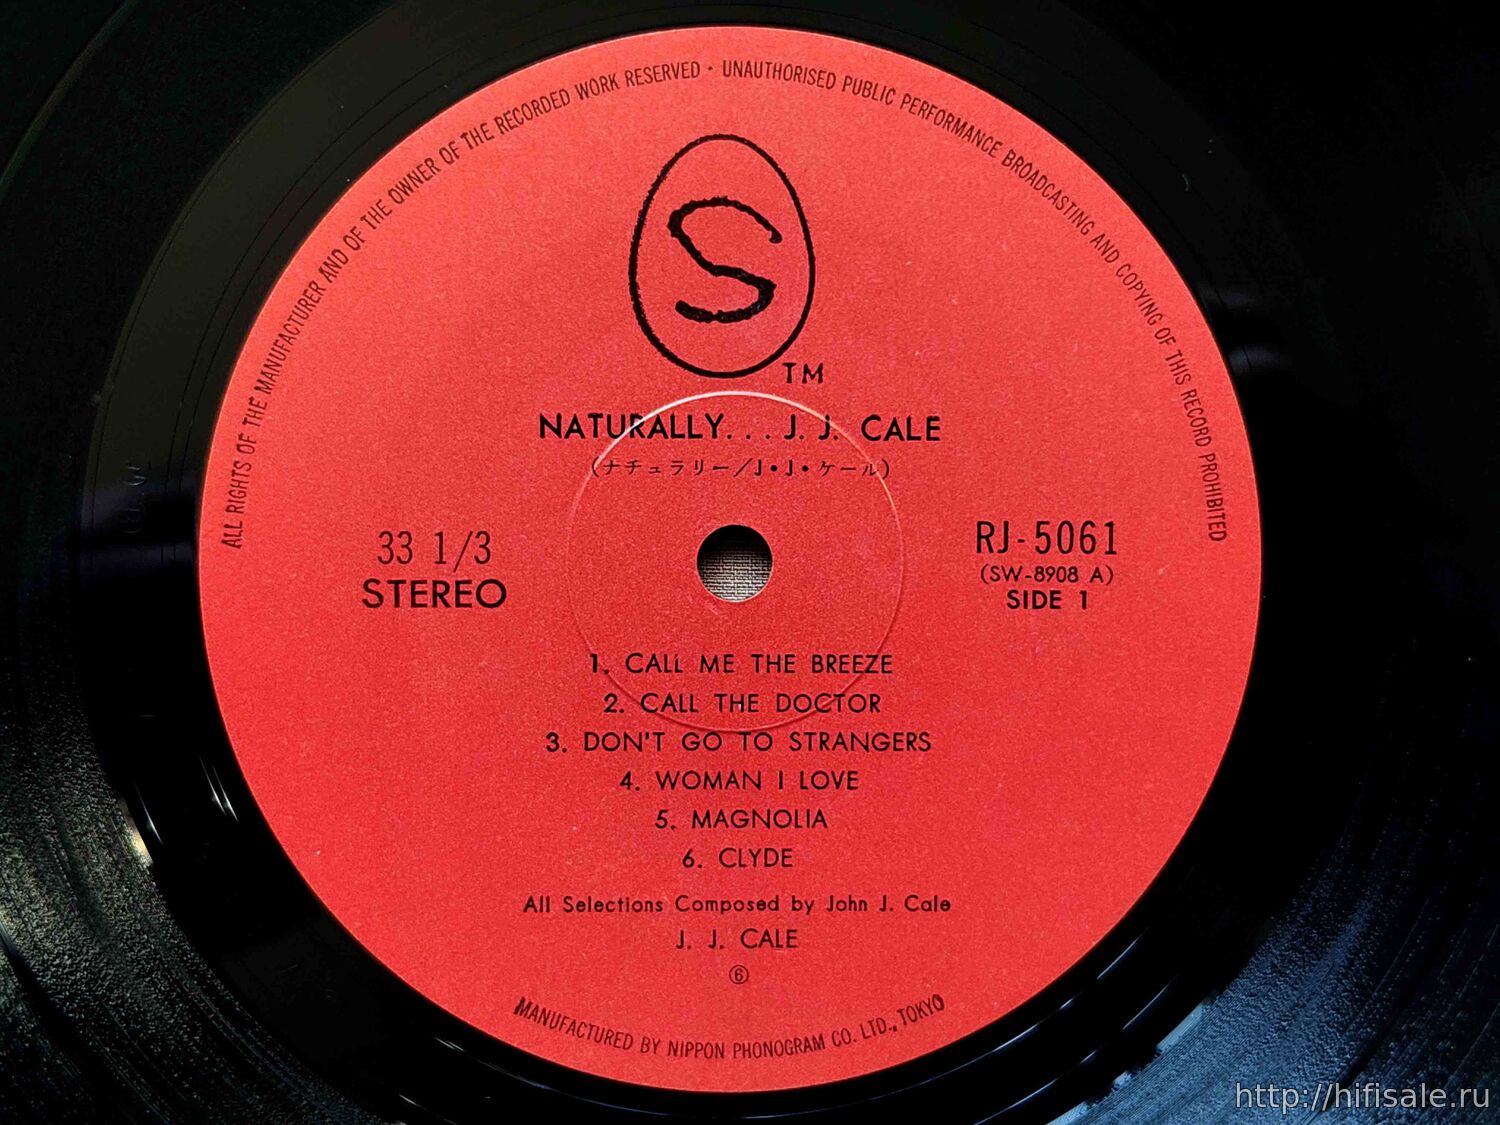 ALL RIGHTS OF THE MANUFACTURER AND OF THE OWNER OF THE RECORDED WORK RESERVED · UNAUTHORISED PUBLIC PERFORMANCE BROADCASTING AND COPYING OF THIS RECORD PROHIBITED
S
TM
NATURALLY...J. J. CALE
(ナチュラリー/J・J・ケール)
33 1/3
STEREO
RJ-5061
(SW-8908 A)
SIDE 1
1. CALL ME THE BREEZE
2. CALL THE DOCTOR
3. DON'T GO TO STRANGERS
4. WOMAN I LOVE
5. MAGNOLIA
6. CLYDE
All Selections Composed by John J. Cale
J. J. CALE
⑥
MANUFACTURED BY NIPPON PHONOGRAM CO. LTD., TOKYO
http://hifisale.ru